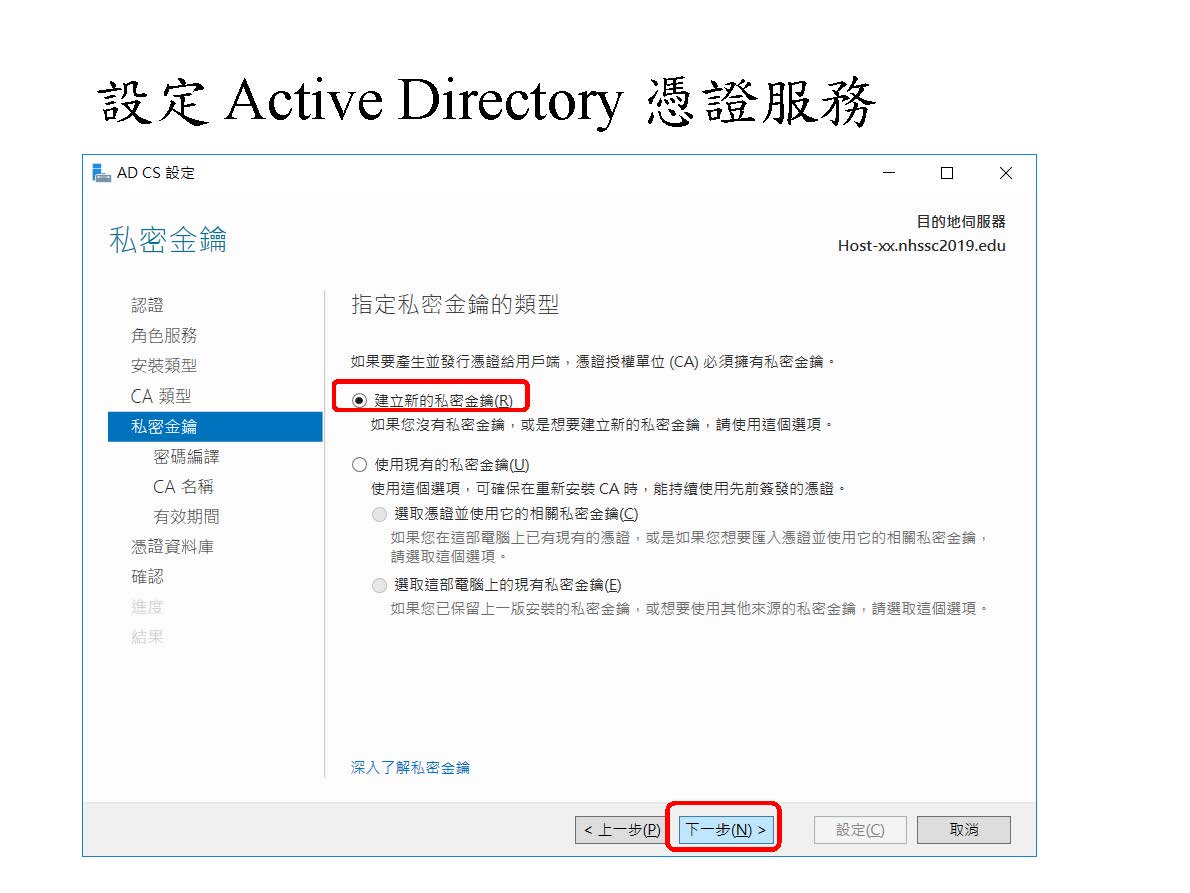 設定 Active Directory 憑證服務
AD CS 設定
私密金鑰
目的地伺服器
Host-xx.nhssc2019.edu
認證
角色服務
安裝類型
CA 類型
私密金鑰
密碼編譯
CA 名稱
有效期間
憑證資料庫
確認
進度
結果
指定私密金鑰的類型
如果要產生並發行憑證給用戶端，憑證授權單位 (CA) 必須擁有私密金鑰。
建立新的私密金鑰(R)
如果您沒有私密金鑰，或是想要建立新的私密金鑰，請使用這個選項。
使用現有的私密金鑰(U)
使用這個選項，可確保在重新安裝 CA 時，能持續使用先前簽發的憑證。
選取憑證並使用它的相關私密金鑰(C)
如果您在這部電腦上已有現有的憑證，或是如果您想要匯入憑證並使用它的相關私密金鑰，
請選取這個選項。
選取這部電腦上的現有私密金鑰(E)
如果您已保留上一版安裝的私密金鑰，或想要使用其他來源的私密金鑰，請選取這個選項。
深入了解私密金鑰
< 上一步(P)
下一步(N) >
設定(C)
取消